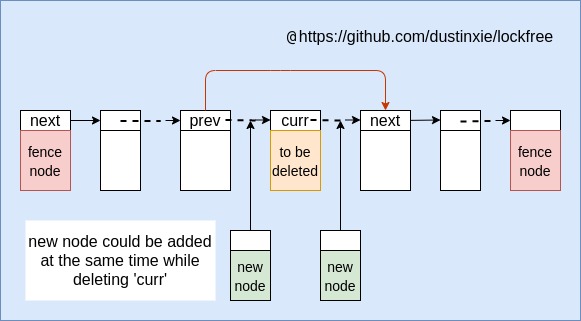 @https://github.com/dustinxie/lockfree
next
prev
curr
next
fence
node
to be
deleted
fence
node
new node could be added
at the same time while
deleting 'curr'
new
node
new
node